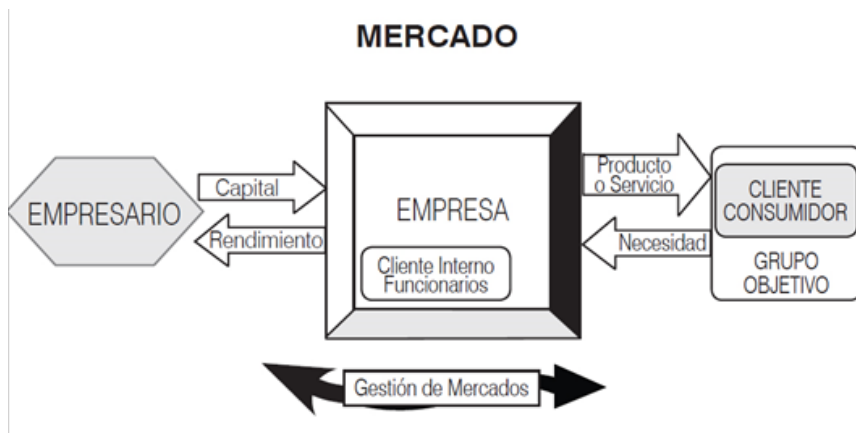 MERCADO
EMPRESARIO
Capital
Rendimiento
EMPRESA
Cliente Interno
Funcionarios
Producto
o Servicio
Necesidad
CLIENTE
CONSUMIDOR
GRUPO
OBJETIVO
Gestión de Mercados